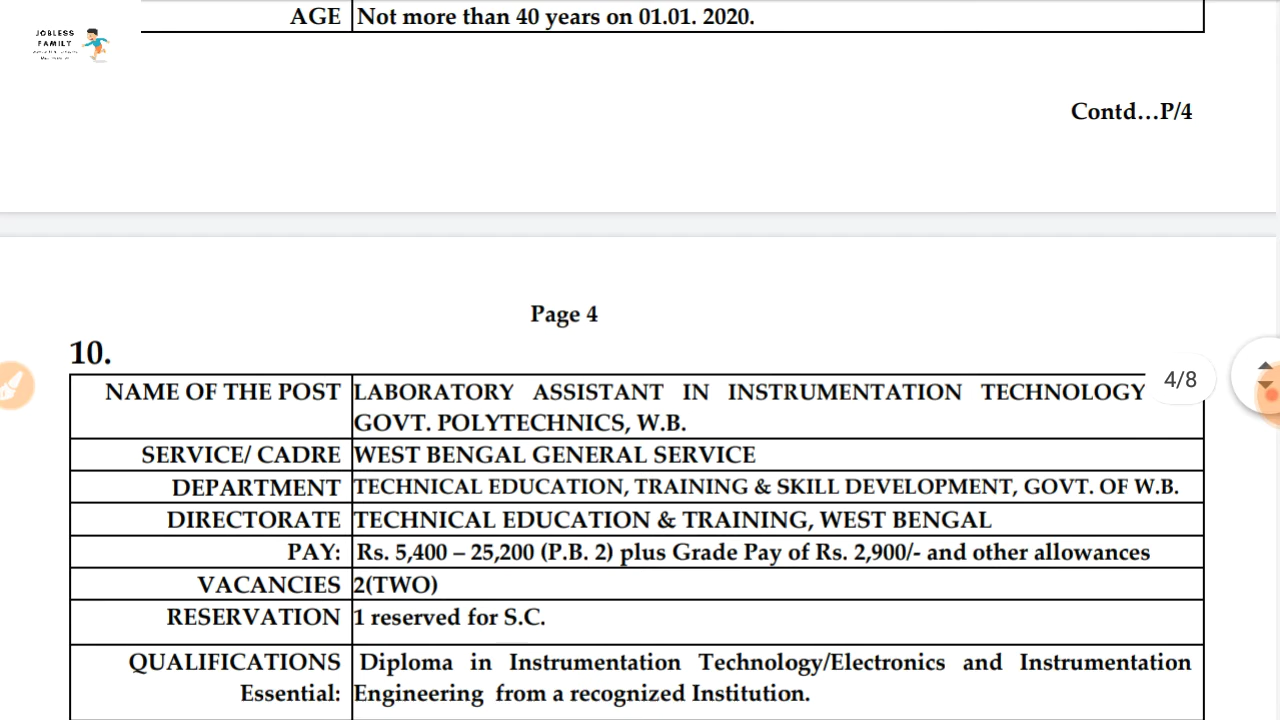 AGE Not more than 40 years on 01.01. 2020.
JOBLESS
FAMILY
Contd...P/4
Page 4
10.
NAME OF THE POST LABORATORY ASSISTANT IN INSTRUMENTATION TECHNOLOGY
4/8
GOVT. POLYTECHNICS, W.B.
SERVICE/ CADRE WEST BENGAL GENERAL SERVICE
DEPARTMENT TECHNICAL EDUCATION, TRAINING & SKILL DEVELOPMENT, GOVT. OF W.B.
DIRECTORATE TECHNICAL EDUCATION & TRAINING, WEST BENGAL
PAY: Rs. 5,400 – 25,200 (P.B. 2) plus Grade Pay of Rs. 2,900/- and other allowances
VACANCIES 2(TWO)
RESERVATION 1 reserved for S.C.
QUALIFICATIONS Diploma in Instrumentation Technology/Electronics and Instrumentation
Essential: Engineering from a recognized Institution.